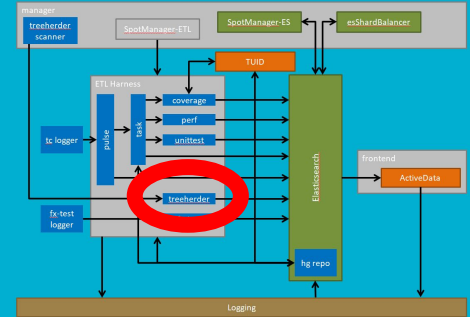 manager
treeherder
scanner
SpotManager-ETL
SpotManager-ES
esShardBalancer
TUID
ETL Harness
coverage
perf
unittest
pulse
task
tc logger
treeherder
fx-test
logger
Elasticsearch
hg repo
frontend
ActiveData
Logging